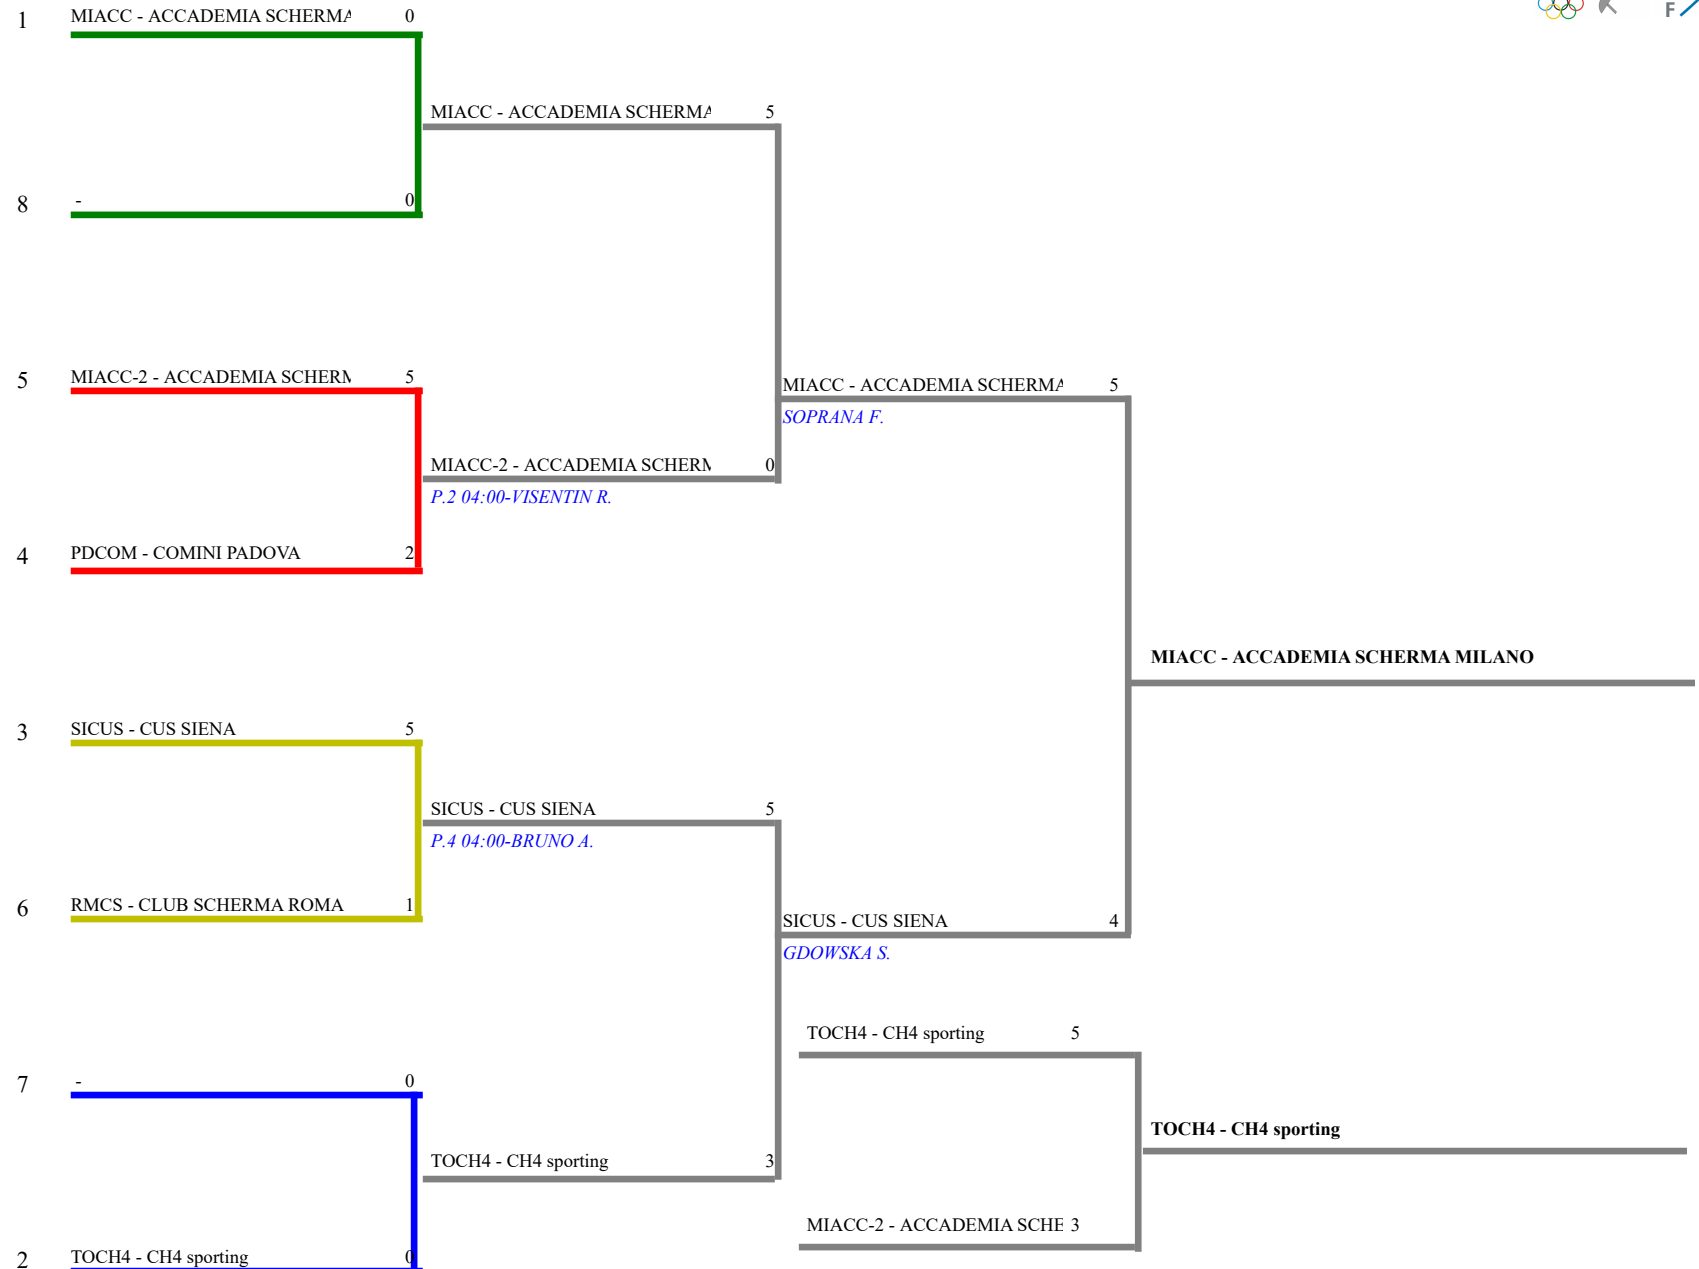 1 MIACC - ACCADEMIA SCHERMA 0
F
MIACC - ACCADEMIA SCHERMA 5
8 - 0
5 MIACC-2 - ACCADEMIA SCHERM 5
MIACC - ACCADEMIA SCHERMA 5
SOPRANA F.
MIACC-2 - ACCADEMIA SCHERM 0
P.2 04:00-VISENTIN R.
4 PDCOM - COMINI PADOVA 2
MIACC - ACCADEMIA SCHERMA MILANO
3 SICUS - CUS SIENA 5
SICUS - CUS SIENA 5
P.4 04:00-BRUNO A.
6 RMCS - CLUB SCHERMA ROMA 1
SICUS - CUS SIENA 4
GDOWSKA S.
TOCH4 - CH4 sporting 5
7 - 0
TOCH4 - CH4 sporting
TOCH4 - CH4 sporting 3
MIACC-2 - ACCADEMIA SCHE 3
2 TOCH4 - CH4 sporting 0